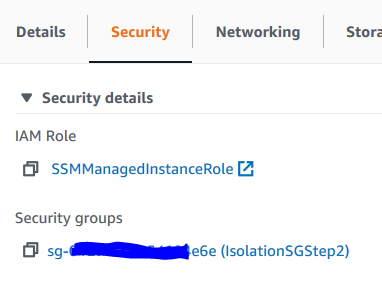 Details Security Networking Stora
Security details
IAM Role
SSMManagedInstanceRole
Security groups
sg- e6e (IsolationSGStep2)